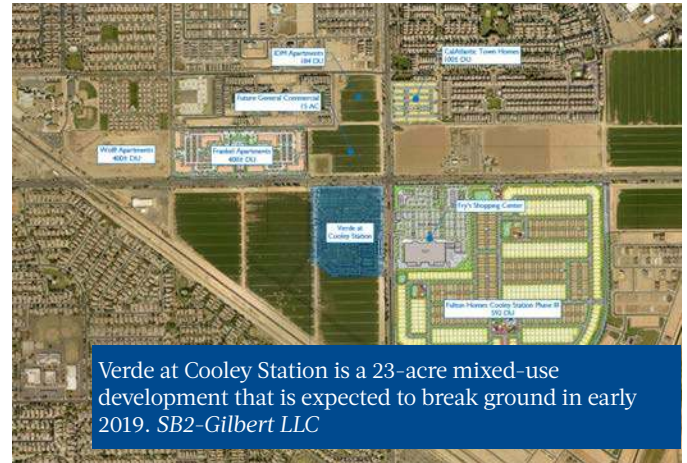 IDM Apartments
184 DU
CalAtlantic Town Homes
100± DU
Future General Commercial
15 AC
Wolff Apartments
400± DU
Frankel Apartments
400± DU
Verde at
Cooley Station
Fry's Shopping Center
Fulton Homes Cooley Station Phase III
592 DU
Verde at Cooley Station is a 23-acre mixed-use
development that is expected to break ground in early
2019. SB2-Gilbert LLC